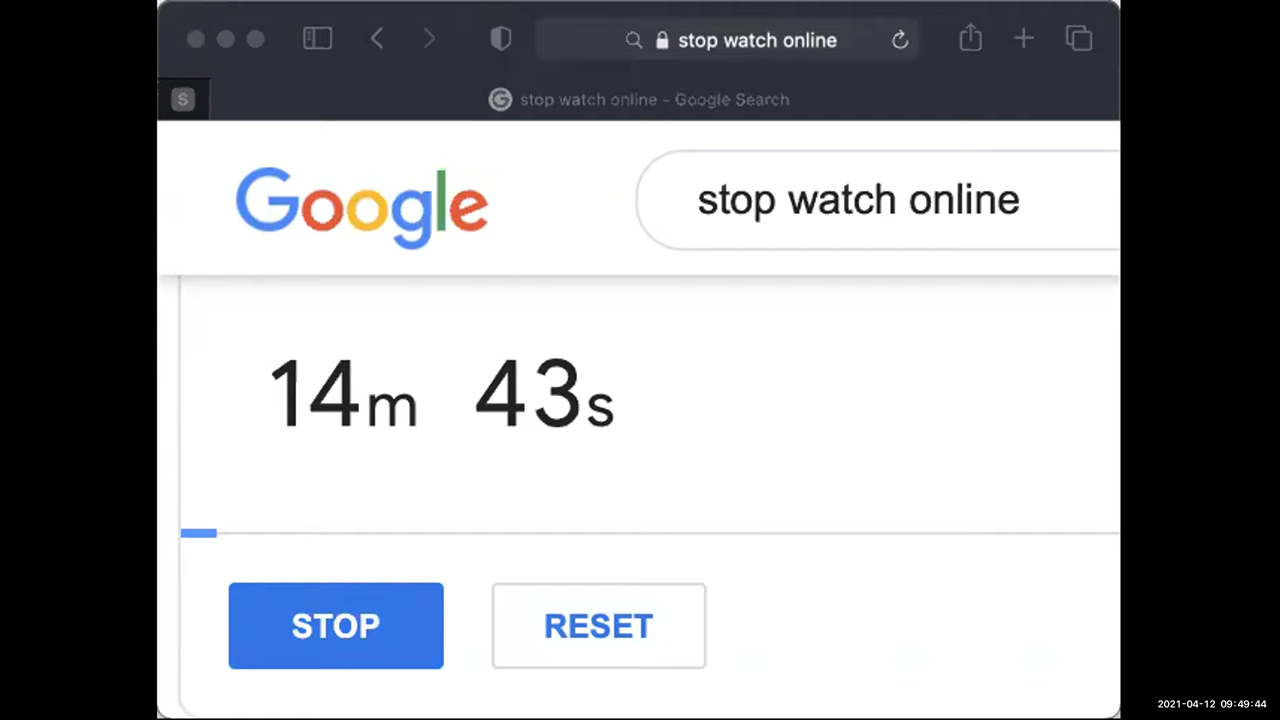 stop watch online
S
stop watch online - Google Search
Google
stop watch online
14m 43s
STOP
RESET
2021-04-12 09:49:44